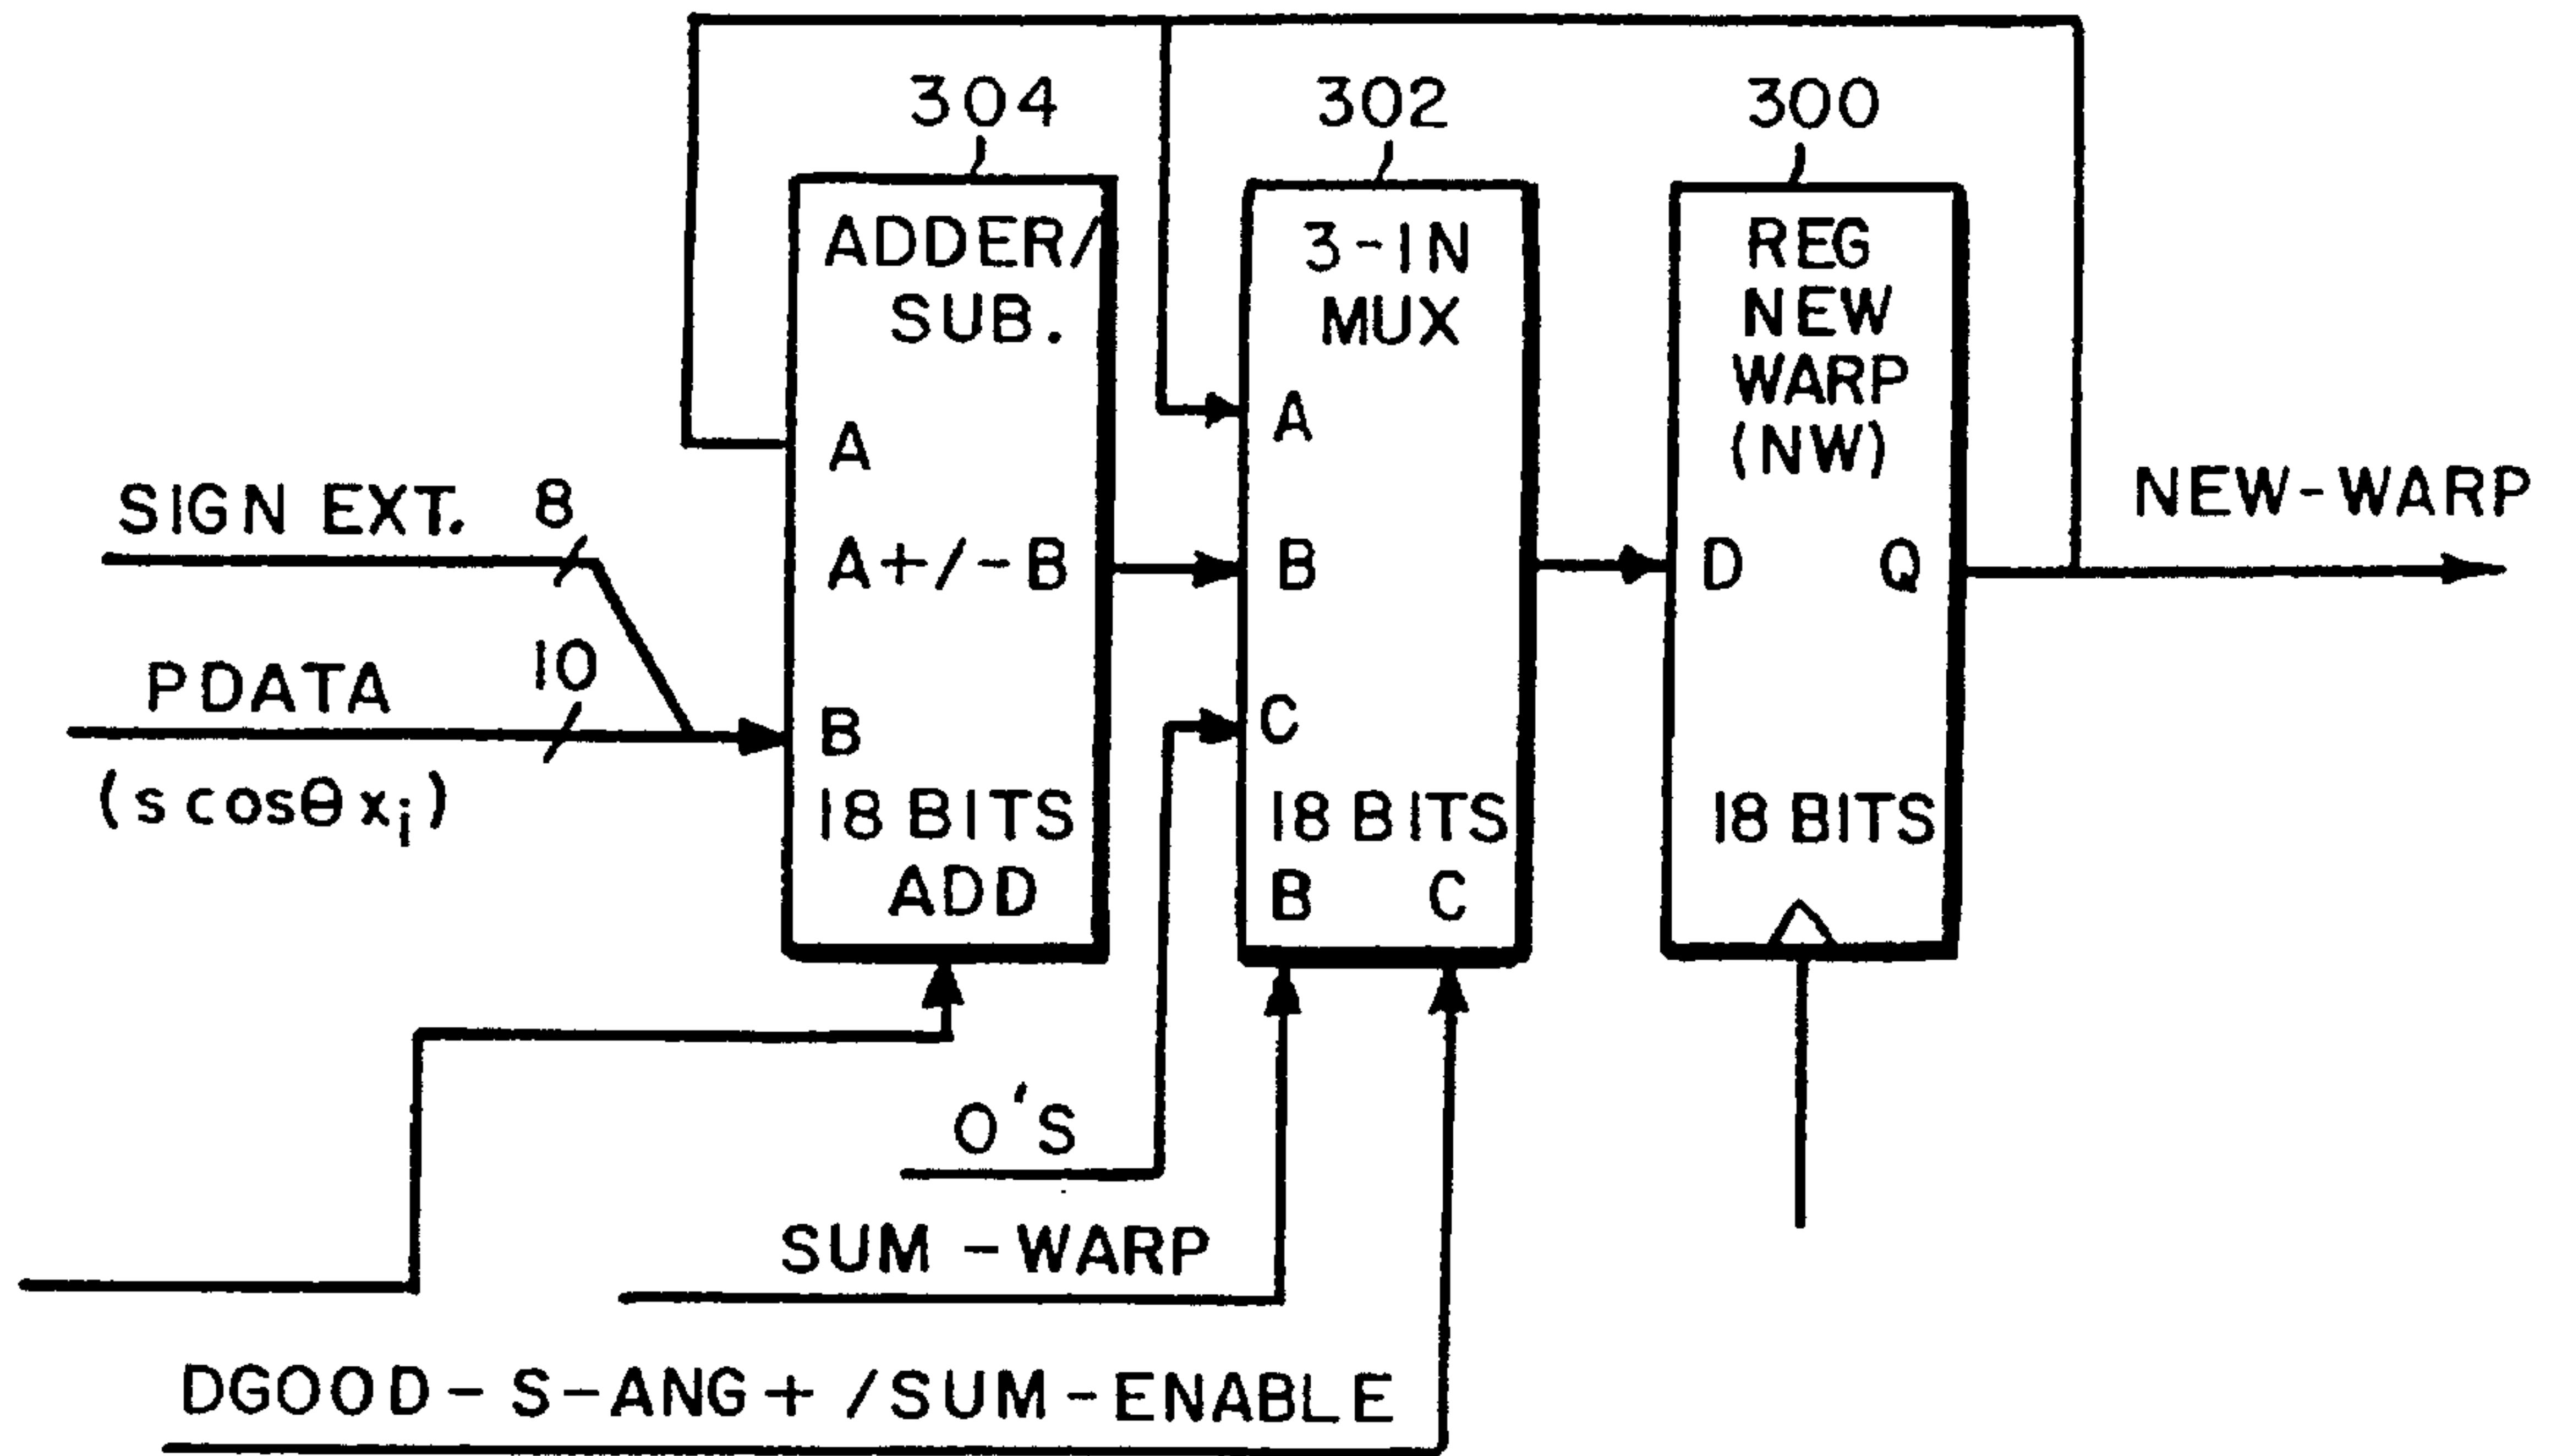 304
302
300
ADDER/
SUB.
A
A+/-B
B
18 BITS
ADD
3-IN
MUX
A
B
C
18 BITS
B C
REG
NEW
WARP
(NW)
D Q
18 BITS
NEW-WARP
SIGN EXT. 8
PDATA 10
(s cosθ xᵢ)
O'S
SUM-WARP
DGOOD-S-ANG+/SUM-ENABLE